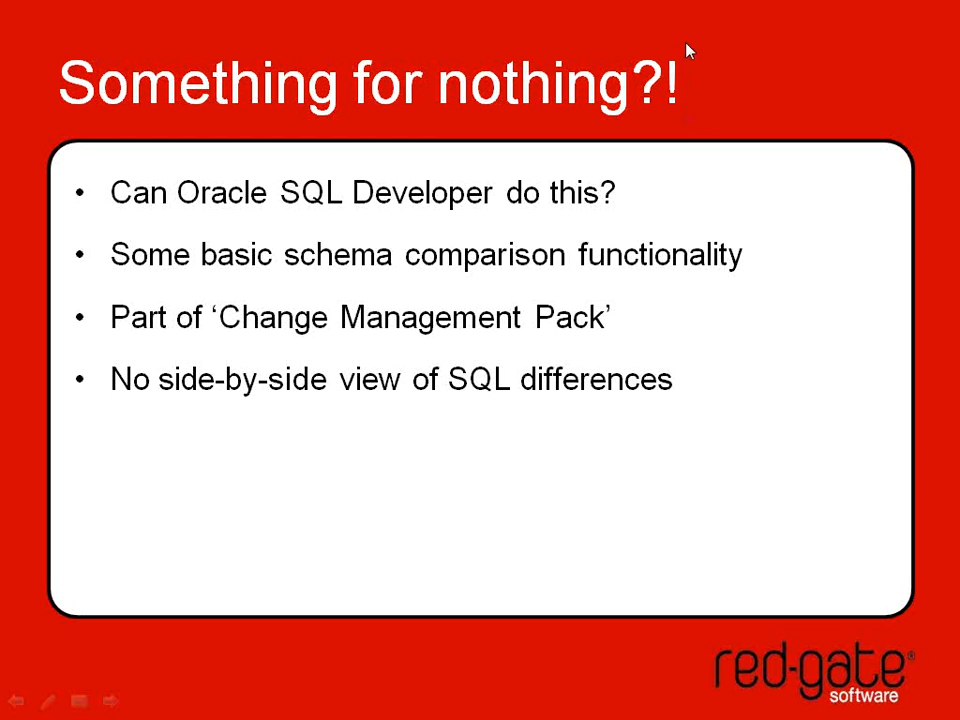 Something for nothing?!
• Can Oracle SQL Developer do this?
• Some basic schema comparison functionality
• Part of ‘Change Management Pack’
• No side-by-side view of SQL differences
red-gate®
software